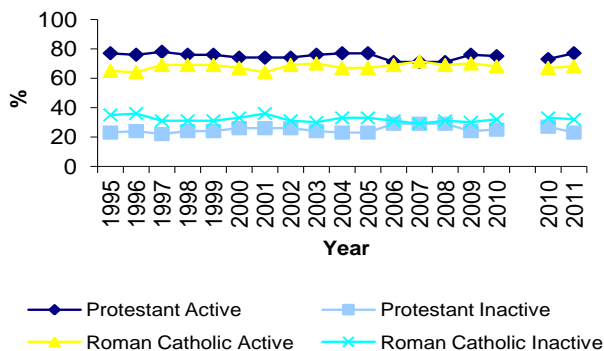 100
80
60
40
20
0
%
1995 1996 1997 1998 1999 2000 2001 2002 2003 2004 2005 2006 2007 2008 2009 2010 2010 2011
Year
Protestant Active Protestant Inactive
Roman Catholic Active Roman Catholic Inactive